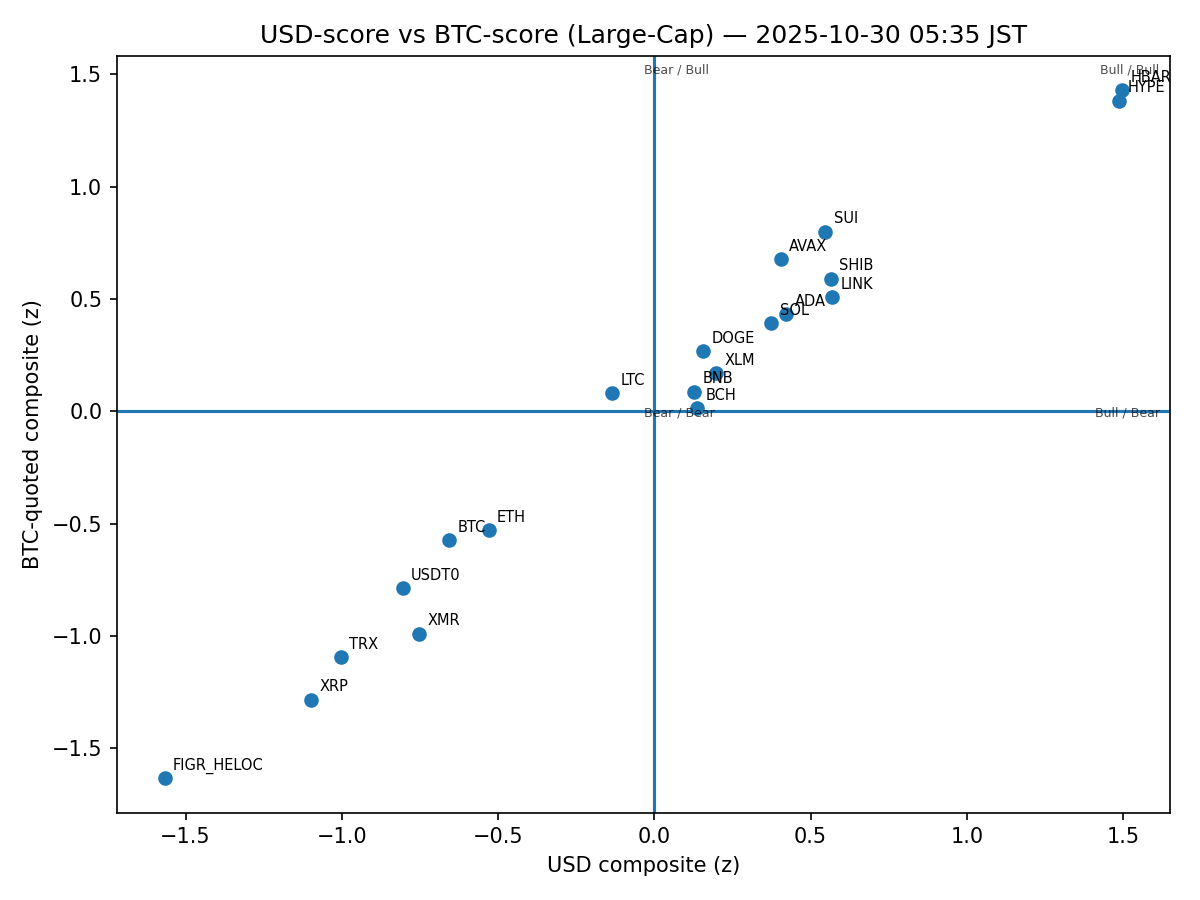 USD-score vs BTC-score (Large-Cap) — 2025-10-30 05:35 JST
Bear / Bull
Bull / Bull
HBAR
HYPE
SUI
AVAX
SHIB
LINK
ADA
SOL
DOGE
XLM
BNB
LTC
BCH
Bear / Bear
Bull / Bear
ETH
BTC
USDT0
XMR
TRX
XRP
FIGR_HELOC
1.5
1.0
0.5
0.0
−0.5
−1.0
−1.5
BTC-quoted composite (z)
−1.5
−1.0
−0.5
0.0
0.5
1.0
1.5
USD composite (z)